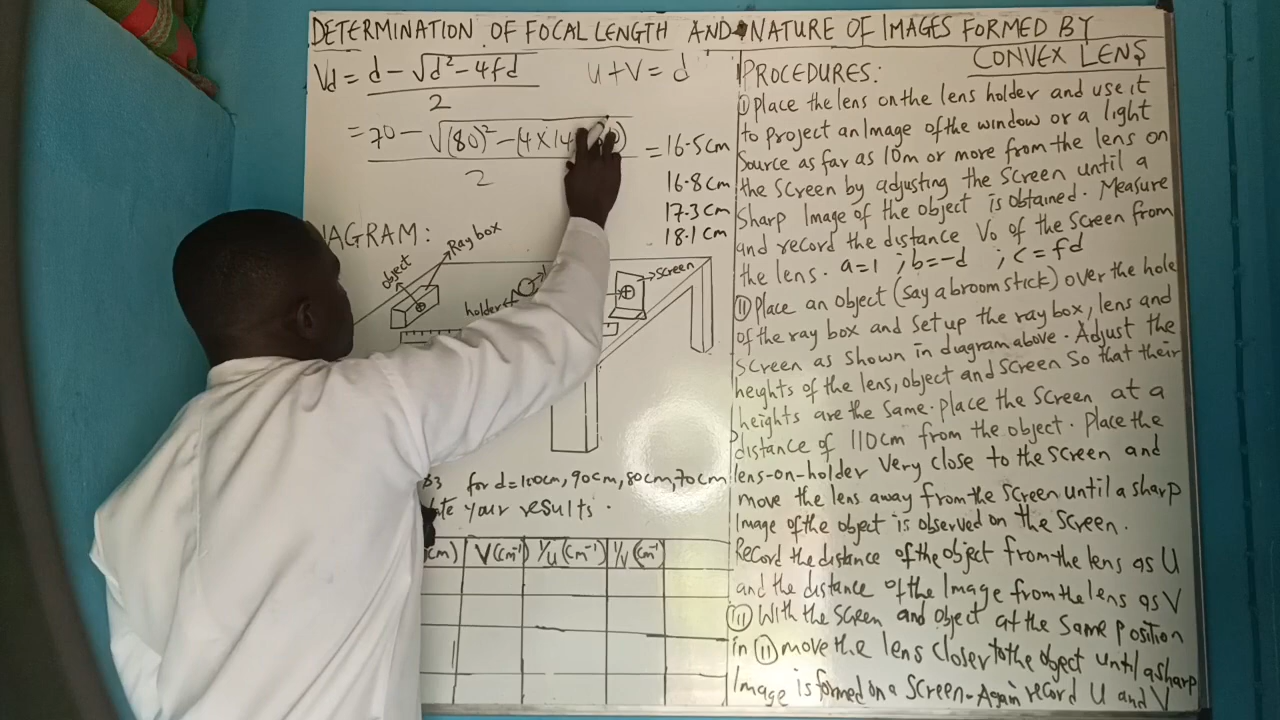 DETERMINATION OF FOCAL LENGTH AND NATURE OF IMAGES FORMED BY
CONVEX LENS
Vd = d − √d² − 4fd
2
U + V = d
= 70 − √(80)² − (4 × 14
2
= 16.5cm
16.8cm
17.3cm
18.1cm
AGRAM:
object
Ray box
holder
screen
for d = 100cm, 90cm, 80cm, 70cm
your results.
(cm) V(cm⁻¹) 1/U (cm⁻¹) 1/V (cm⁻¹)
PROCEDURES:
(i) Place the lens on the lens holder and use it
to project an Image of the window or a light
Source as far as 10m or more from the lens on
the screen by adjusting the screen until a
Sharp Image of the object is obtained. Measure
and record the distance Vo of the screen from
the lens. a=1 ; b=−d ; c=fd
(ii) Place an object (say a broom stick) over the hole
of the ray box and set up the ray box, lens and
screen as shown in diagram above. Adjust the
heights of the lens, object and screen so that their
heights are the same. place the screen at a
distance of 110cm from the object. Place the
lens-on-holder very close to the screen and
move the lens away from the screen until a sharp
Image of the object is observed on the screen.
Record the distance of the object from the lens as U
and the distance of the Image from the lens as V
(iii) With the screen and object at the same position
in (ii) move the lens closer to the object until a sharp
Image is formed on a screen. Again record U and V